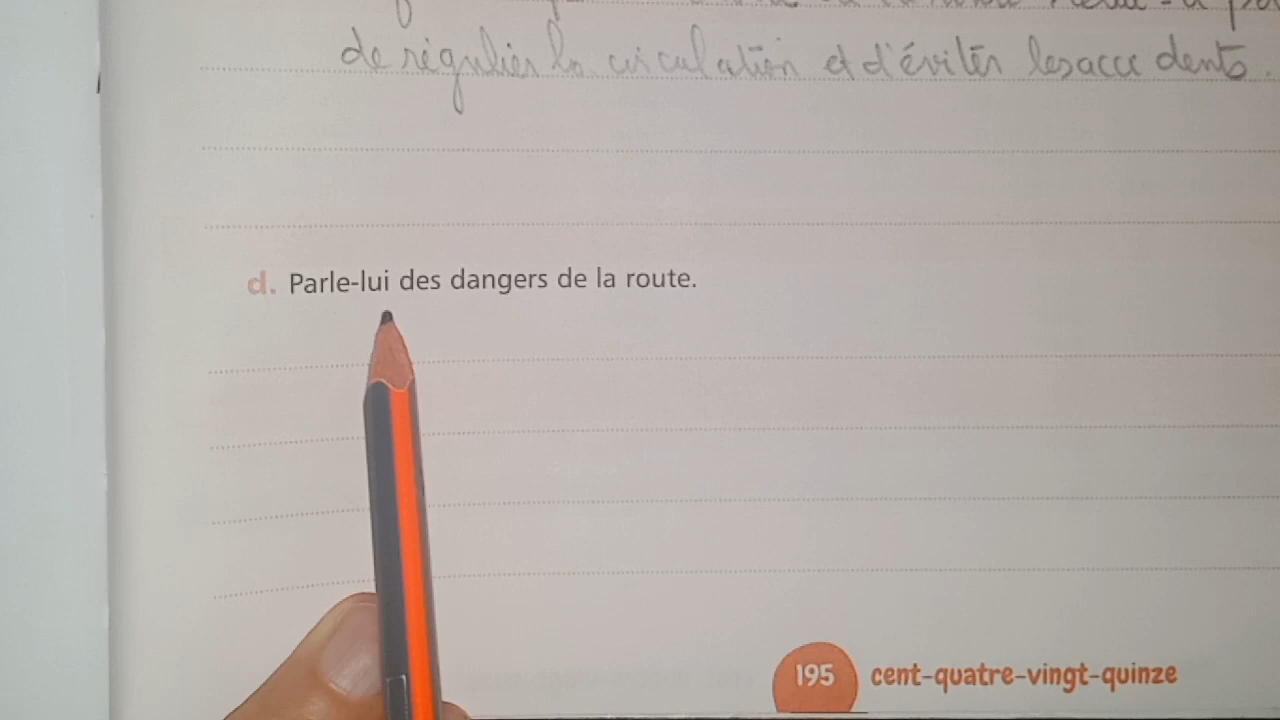 de régulier la circulation et d'éviter les accidents.
d. Parle-lui des dangers de la route.
195 cent-quatre-vingt-quinze